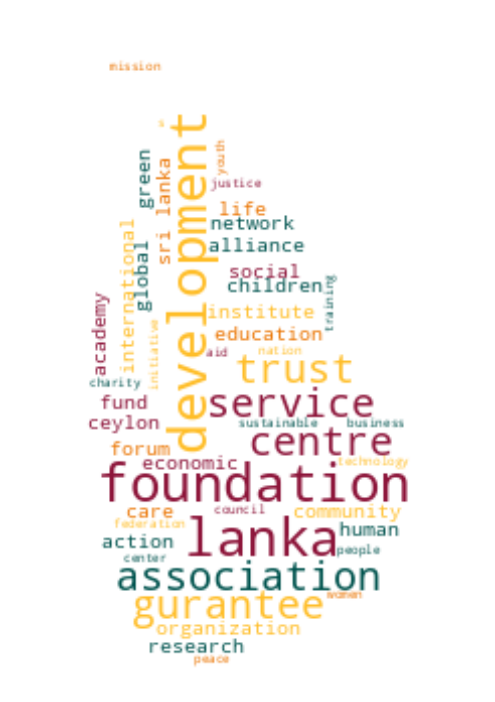 mission
development
youth
green
sri lanka
justice
life
network
international
global
alliance
social
children
training
academy
institute
initiative
education
aid
nation
trust
charity
fund
service
ceylon
sustainable
business
centre
forum
economic
technology
foundation
care
council
community
federation
lanka
human
action
people
center
association
women
gurantee
organization
research
peace